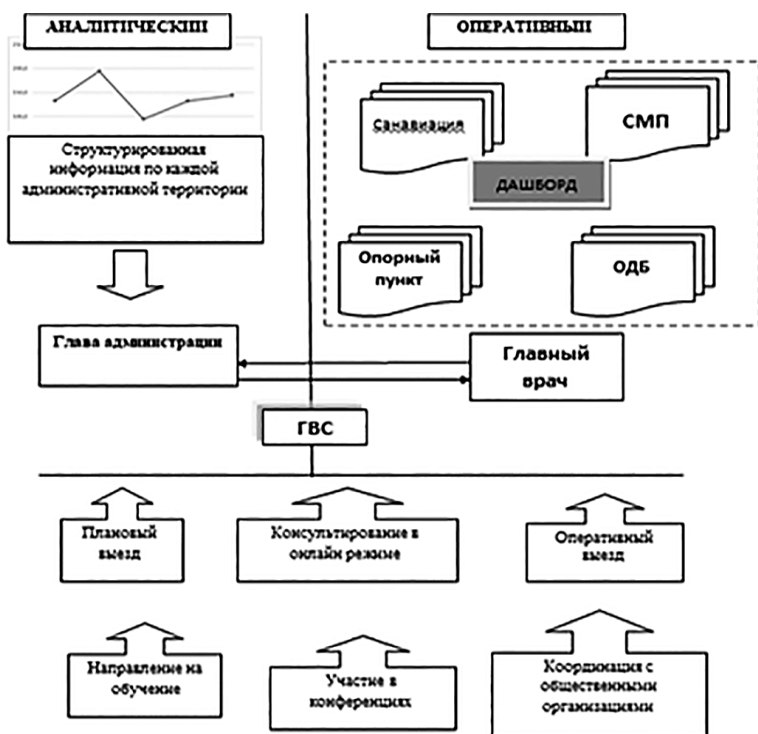 АНАЛИТИЧЕСКИЙ
ОПЕРАТИВНЫЙ
Структурированная
информация по каждой
административной территории
Санавиация
СМП
ДАШБОРД
Опорный
пункт
ОДБ
Глава администрации
Главный
врач
ГВС
Плановый
выезд
Консультирование в
онлайн режиме
Оперативный
выезд
Направление на
обучение
Участие в
конференциях
Координация с
общественными
организациями